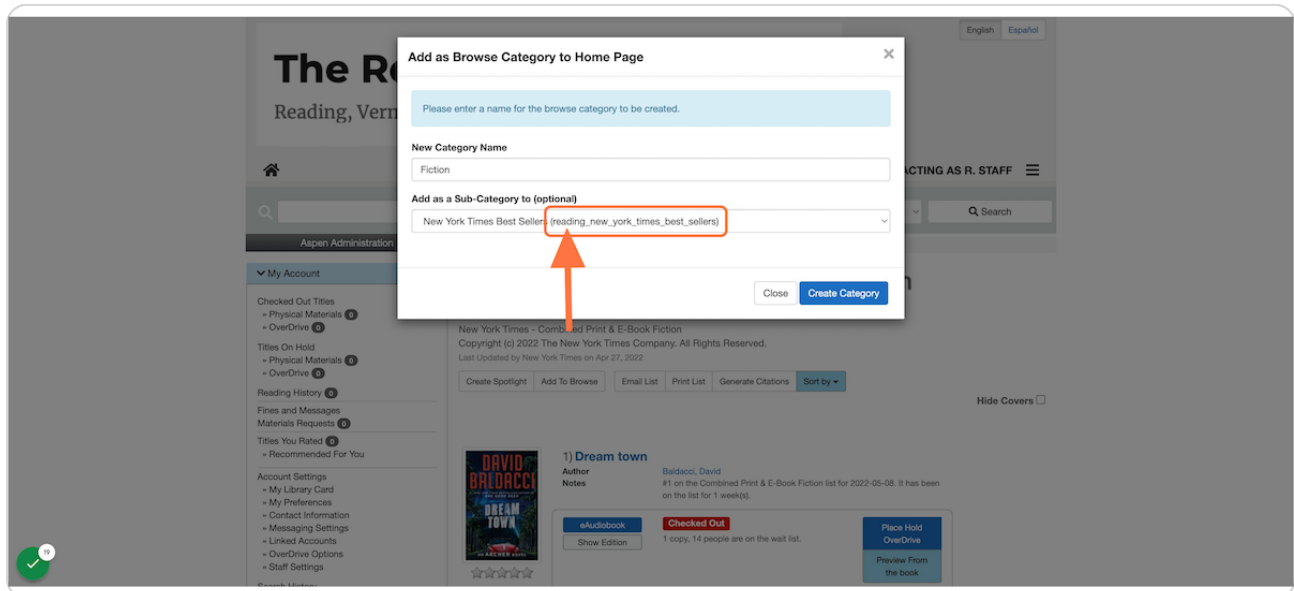 English Español
The Re
Reading, Vern
Add as Browse Category to Home Page ×
Please enter a name for the browse category to be created.
New Category Name
Fiction
Add as a Sub-Category to (optional)
New York Times Best Sellers (reading_new_york_times_best_sellers)
Close Create Category
ACTING AS R. STAFF
Search
Aspen Administration
My Account
Checked Out Titles
» Physical Materials 0
» OverDrive 0
Titles On Hold
» Physical Materials 0
» OverDrive 0
Reading History 0
Fines and Messages
Materials Requests 0
Titles You Rated 0
» Recommended For You
Account Settings
» My Library Card
» My Preferences
» Contact Information
» Messaging Settings
» Linked Accounts
» OverDrive Options
» Staff Settings
Search History
New York Times - Combined Print & E-Book Fiction
Copyright (c) 2022 The New York Times Company. All Rights Reserved.
Last Updated by New York Times on Apr 27, 2022
Create Spotlight Add To Browse Email List Print List Generate Citations Sort by
Hide Covers
1) Dream town
Author Baldacci, David
Notes #1 on the Combined Print & E-Book Fiction list for 2022-05-08. It has been
on the list for 1 week(s).
DAVID
BALDACCI
DREAM
TOWN
AN ARCHER NOVEL
eAudiobook Checked Out
Show Edition 1 copy, 14 people are on the wait list.
Place Hold
OverDrive
Preview From
the book
19